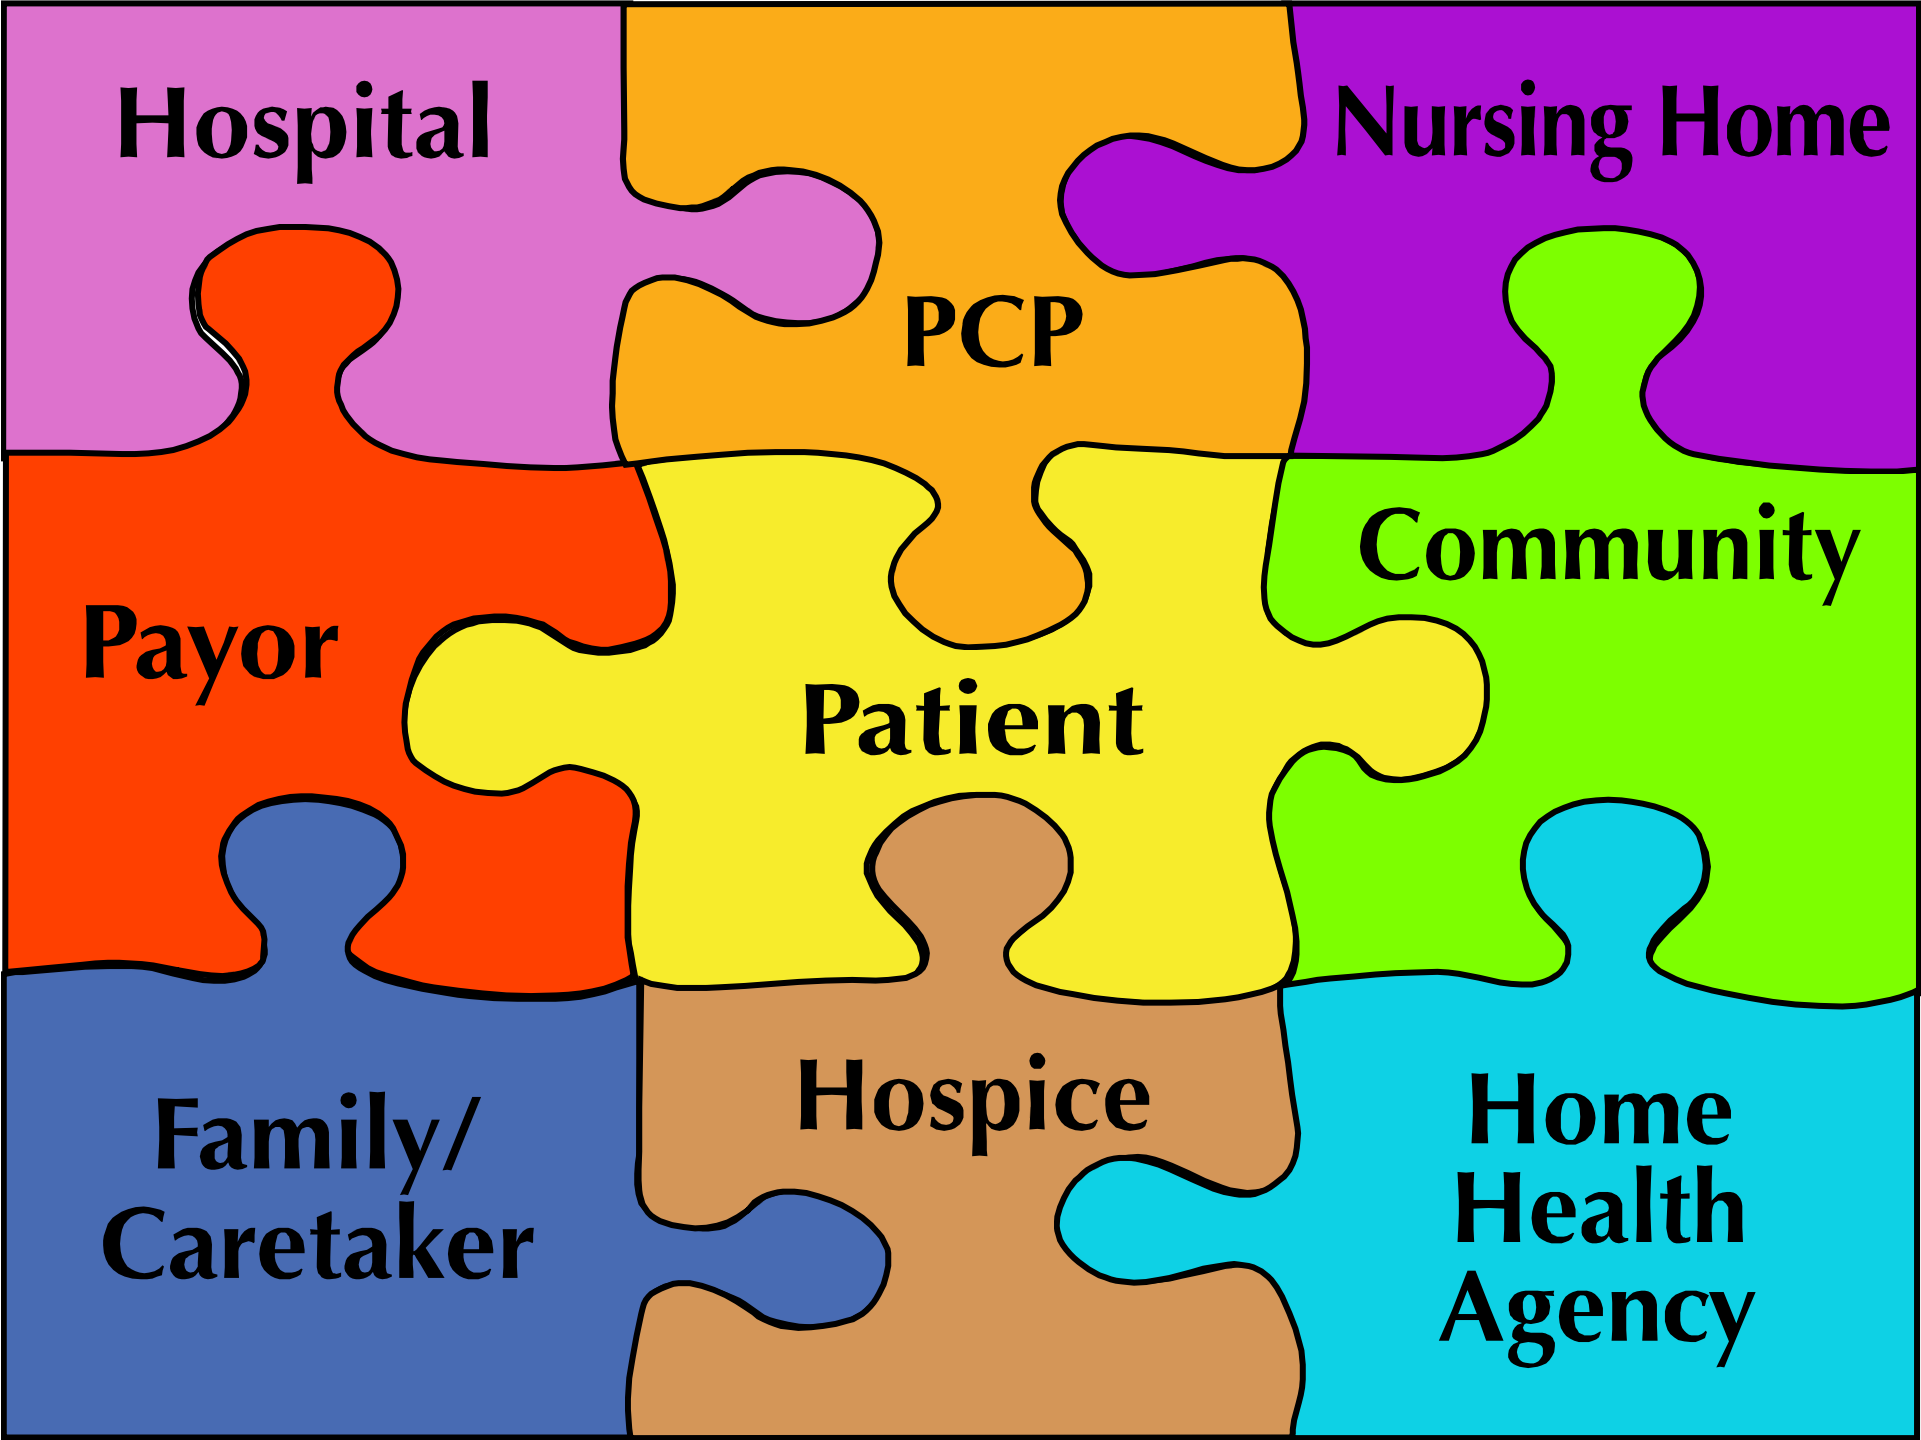 Hospital
PCP
Nursing Home
Payor
Patient
Community
Family/
Caretaker
Hospice
Home
Health
Agency